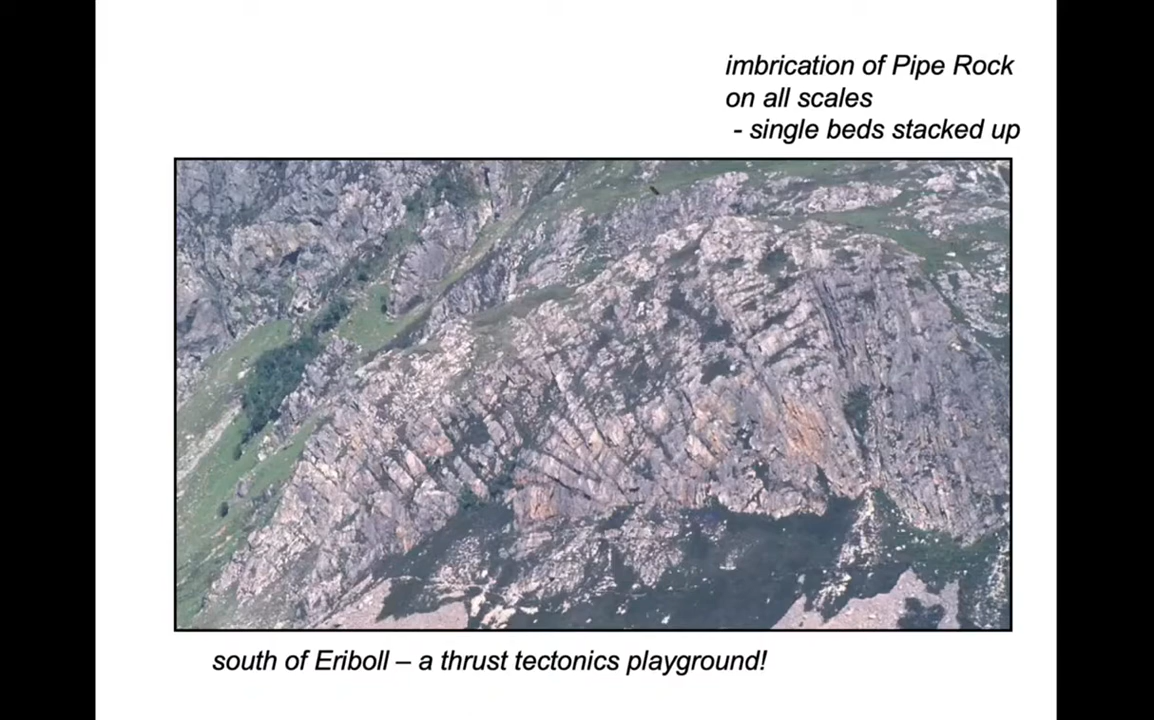 imbrication of Pipe Rock
on all scales
- single beds stacked up
south of Eriboll – a thrust tectonics playground!